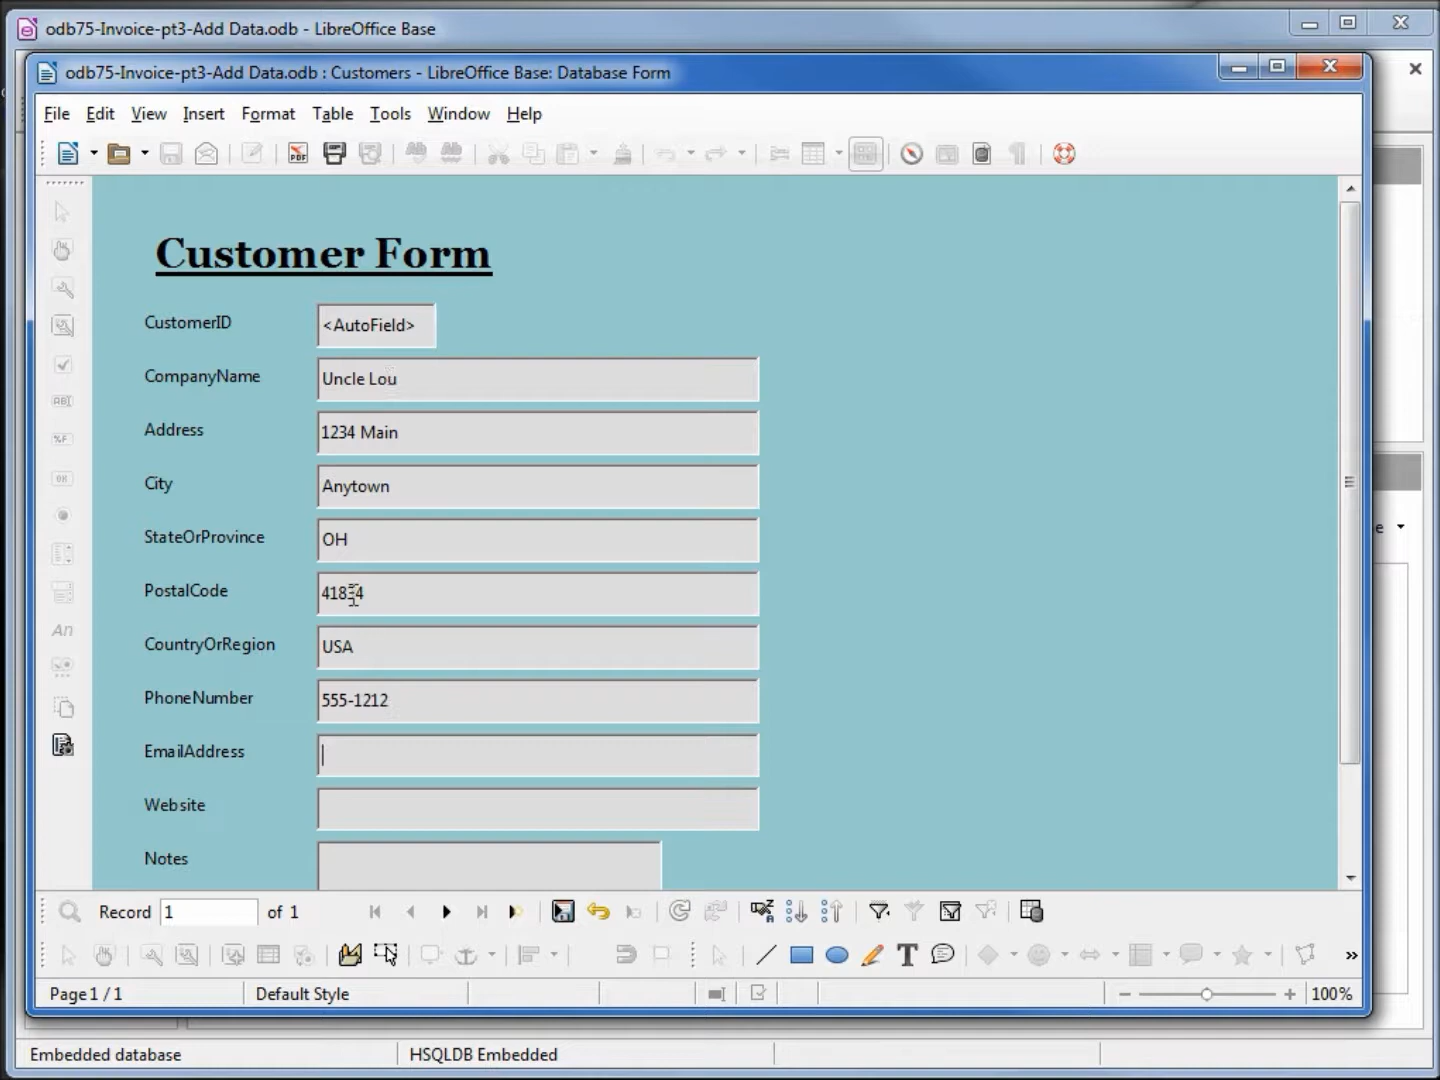 odb75-Invoice-pt3-Add Data.odb - LibreOffice Base
odb75-Invoice-pt3-Add Data.odb : Customers - LibreOffice Base: Database Form
File Edit View Insert Format Table Tools Window Help
Customer Form
CustomerID <AutoField>
CompanyName Uncle Lou
Address 1234 Main
City Anytown
StateOrProvince OH
PostalCode
CountryOrRegion USA
PhoneNumber 555-1212
EmailAddress
Website
Notes
Record 1 of 1
Page 1 / 1 Default Style 100%
Embedded database HSQLDB Embedded